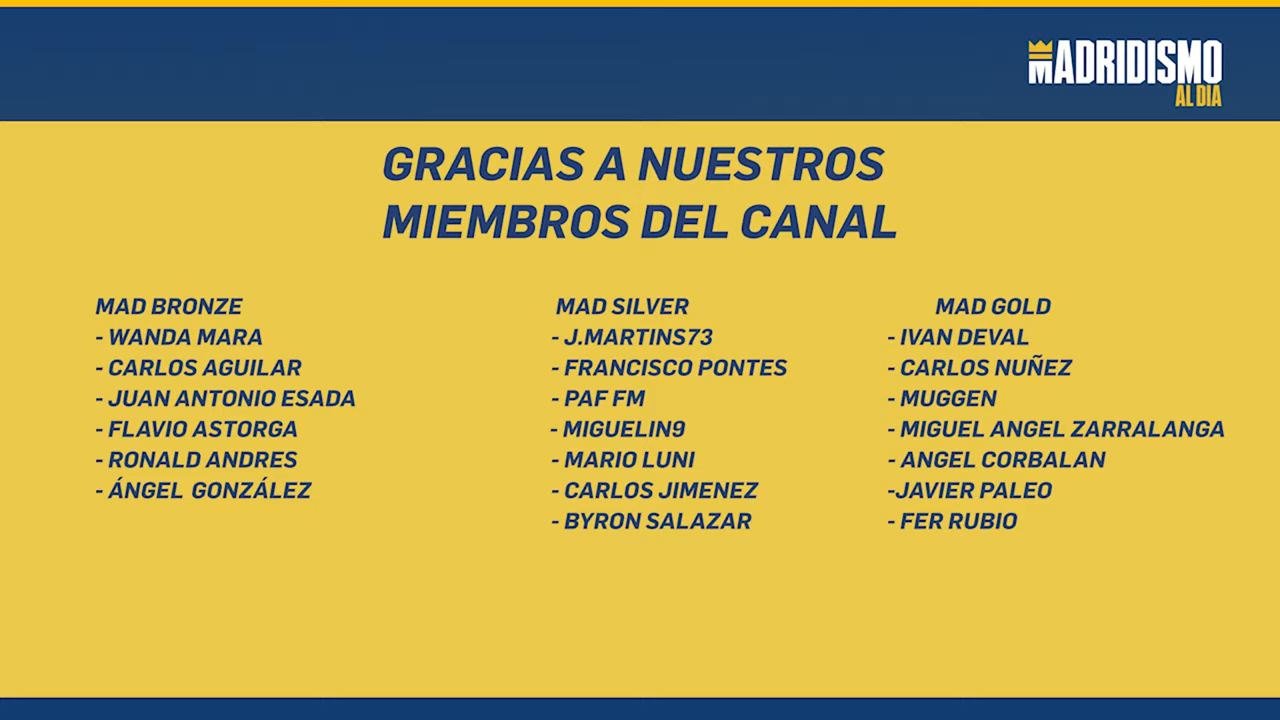 MADRIDISMO
AL DIA
GRACIAS A NUESTROS
MIEMBROS DEL CANAL
MAD BRONZE
- WANDA MARA
- CARLOS AGUILAR
- JUAN ANTONIO ESADA
- FLAVIO ASTORGA
- RONALD ANDRES
- ÁNGEL GONZÁLEZ
MAD SILVER
- J.MARTINS73
- FRANCISCO PONTES
- PAF FM
- MIGUELIN9
- MARIO LUNI
- CARLOS JIMENEZ
- BYRON SALAZAR
MAD GOLD
- IVAN DEVAL
- CARLOS NUÑEZ
- MUGGEN
- MIGUEL ANGEL ZARRALANGA
- ANGEL CORBALAN
-JAVIER PALEO
- FER RUBIO